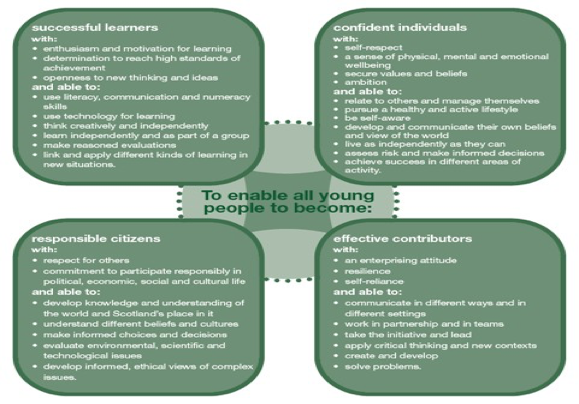 successful learners
with:
• enthusiasm and motivation for learning
• determination to reach high standards of
achievement
• openness to new thinking and ideas
and able to:
• use literacy, communication and numeracy
skills
• use technology for learning
• think creatively and independently
• learn independently and as part of a group
• make reasoned evaluations
• link and apply different kinds of learning in
new situations.
confident individuals
with:
• self-respect
• a sense of physical, mental and emotional
wellbeing
• secure values and beliefs
• ambition
and able to:
• relate to others and manage themselves
• pursue a healthy and active lifestyle
• be self-aware
• develop and communicate their own beliefs
and view of the world
• live as independently as they can
• assess risk and make informed decisions
• achieve success in different areas of
activity.
To enable all young
people to become:
responsible citizens
with:
• respect for others
• commitment to participate responsibly in
political, economic, social and cultural life
and able to:
• develop knowledge and understanding of
the world and Scotland's place in it
• understand different beliefs and cultures
• make informed choices and decisions
• evaluate environmental, scientific and
technological issues
• develop informed, ethical views of complex
issues.
effective contributors
with:
• an enterprising attitude
• resilience
• self-reliance
and able to:
• communicate in different ways and in
different settings
• work in partnership and in teams
• take the initiative and lead
• apply critical thinking and new contexts
• create and develop
• solve problems.